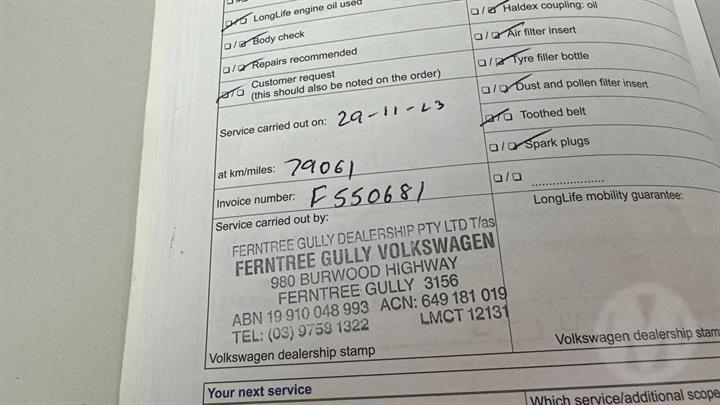 LongLife engine oil used
Body check
Repairs recommended
Customer request
(this should also be noted on the order)
Service carried out on: 29-11-23
at km/miles: 79061
Invoice number: F550681
Service carried out by:
FERNTREE GULLY DEALERSHIP PTY LTD T/as
FERNTREE GULLY VOLKSWAGEN
980 BURWOOD HIGHWAY
FERNTREE GULLY 3156
ABN 19 910 048 993 ACN: 649 181 019
TEL: (03) 9758 1322 LMCT 12131
Volkswagen dealership stamp
Haldex coupling: oil
Air filter insert
Tyre filler bottle
Dust and pollen filter insert
Toothed belt
Spark plugs
LongLife mobility guarantee:
Volkswagen dealership stam
Your next service
Which service/additional scope